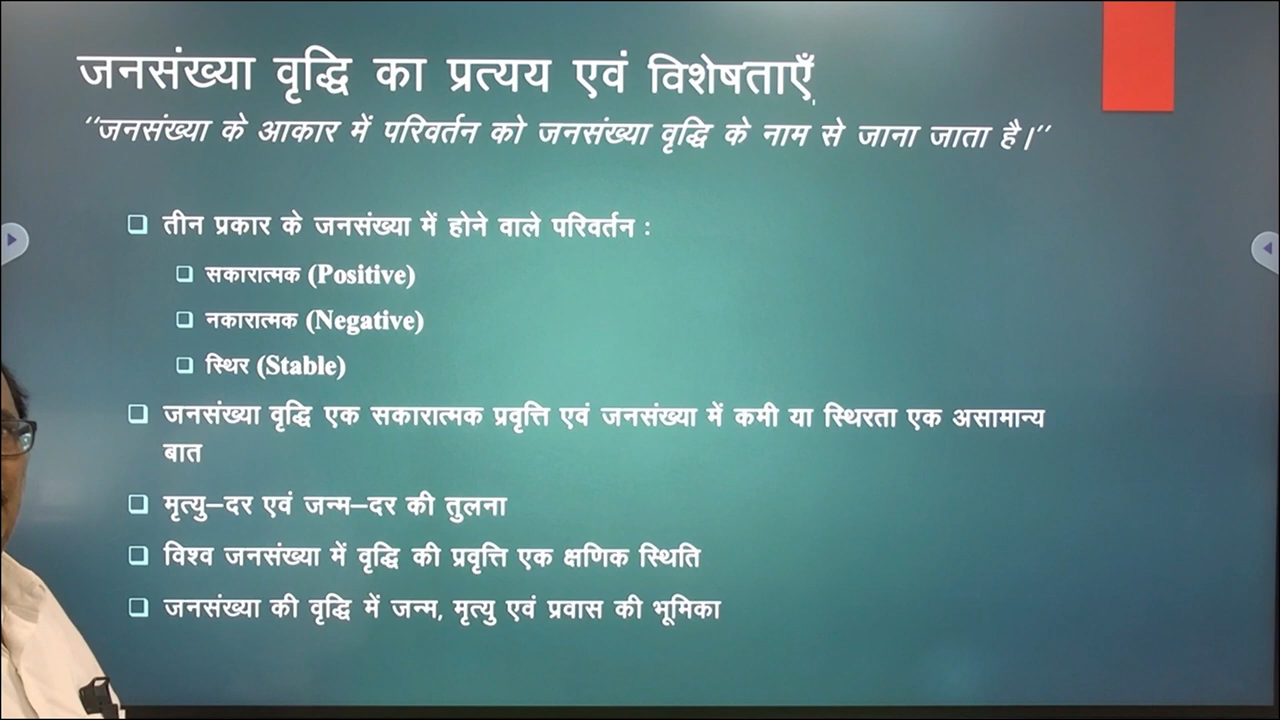 जनसंख्या वृद्धि का प्रत्यय एवं विशेषताएँ
‘‘जनसंख्या के आकार में परिवर्तन को जनसंख्या वृद्धि के नाम से जाना जाता है।’’
❑ तीन प्रकार के जनसंख्या में होने वाले परिवर्तन :
❑ सकारात्मक (Positive)
❑ नकारात्मक (Negative)
❑ स्थिर (Stable)
❑ जनसंख्या वृद्धि एक सकारात्मक प्रवृत्ति एवं जनसंख्या में कमी या स्थिरता एक असामान्य
बात
❑ मृत्यु–दर एवं जन्म–दर की तुलना
❑ विश्व जनसंख्या में वृद्धि की प्रवृत्ति एक क्षणिक स्थिति
❑ जनसंख्या की वृद्धि में जन्म, मृत्यु एवं प्रवास की भूमिका